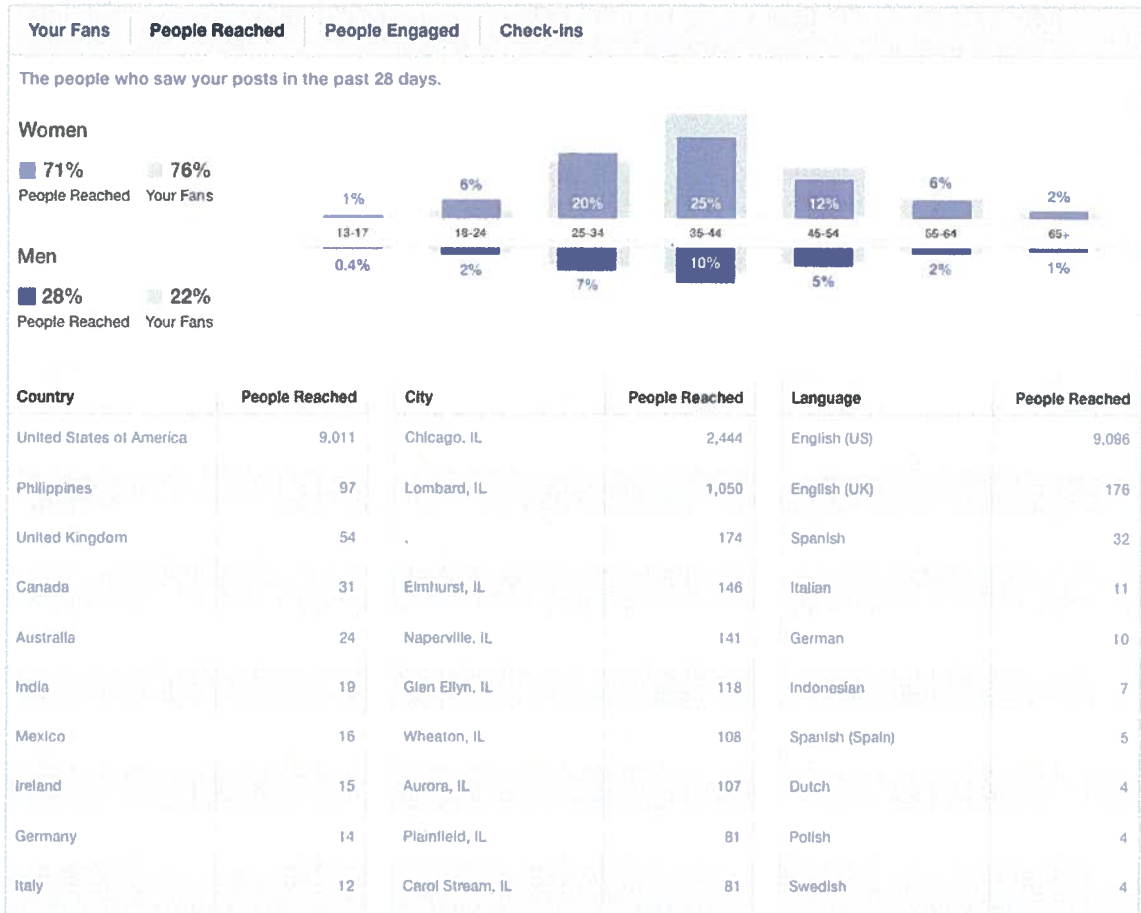 Your Fans People Reached People Engaged Check-Ins
The people who saw your posts in the past 28 days.
Women
71% 76%
People Reached Your Fans
1% 6% 20% 25% 12% 6% 2%
13-17 18-24 25-34 35-44 45-54 55-64 65+
0.4% 2% 7% 10% 5% 2% 1%
Men
28% 22%
People Reached Your Fans
Country People Reached City People Reached Language People Reached
United States of America 9,011 Chicago, IL 2,444 English (US) 9,096
Philippines 97 Lombard, IL 1,050 English (UK) 176
United Kingdom 54 . 174 Spanish 32
Canada 31 Elmhurst, IL 146 Italian 11
Australia 24 Naperville, IL 141 German 10
India 19 Glen Ellyn, IL 118 Indonesian 7
Mexico 16 Wheaton, IL 108 Spanish (Spain) 5
Ireland 15 Aurora, IL 107 Dutch 4
Germany 14 Plainfield, IL 81 Polish 4
Italy 12 Carol Stream, IL 81 Swedish 4